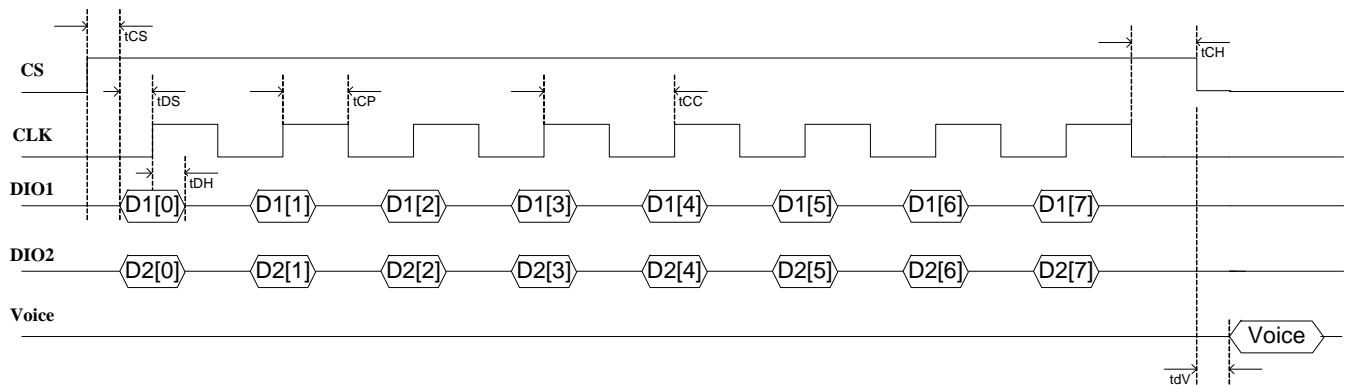 tCS
tCH
CS
tDS
tCP
tCC
CLK
tDH
DIO1
D1[0] D1[1] D1[2] D1[3] D1[4] D1[5] D1[6] D1[7]
DIO2
D2[0] D2[1] D2[2] D2[3] D2[4] D2[5] D2[6] D2[7]
Voice
Voice
tdV